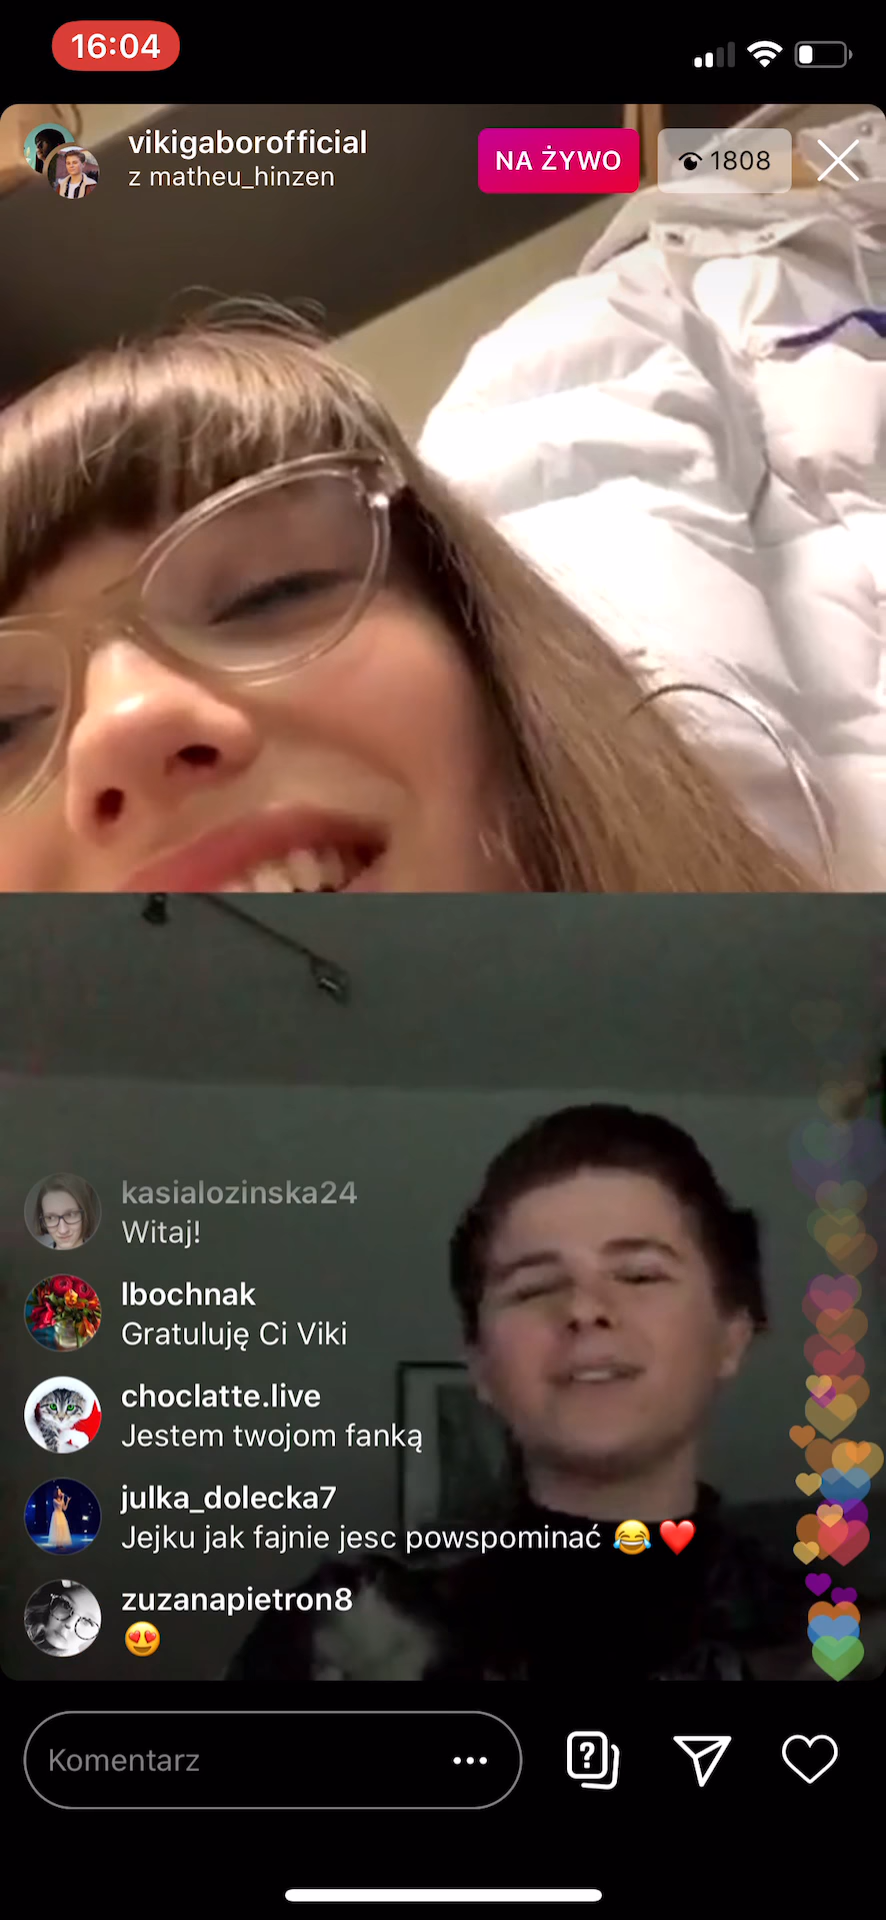 16:04
vikigaborofficial
z matheu_hinzen
NA ŻYWO
1808
kasialozinska24
Witaj!
lbochnak
Gratuluję Ci Viki
choclatte.live
Jestem twojom fanką
julka_dolecka7
Jejku jak fajnie jesc powspominać 😂❤️
zuzanapietron8
😍
Komentarz